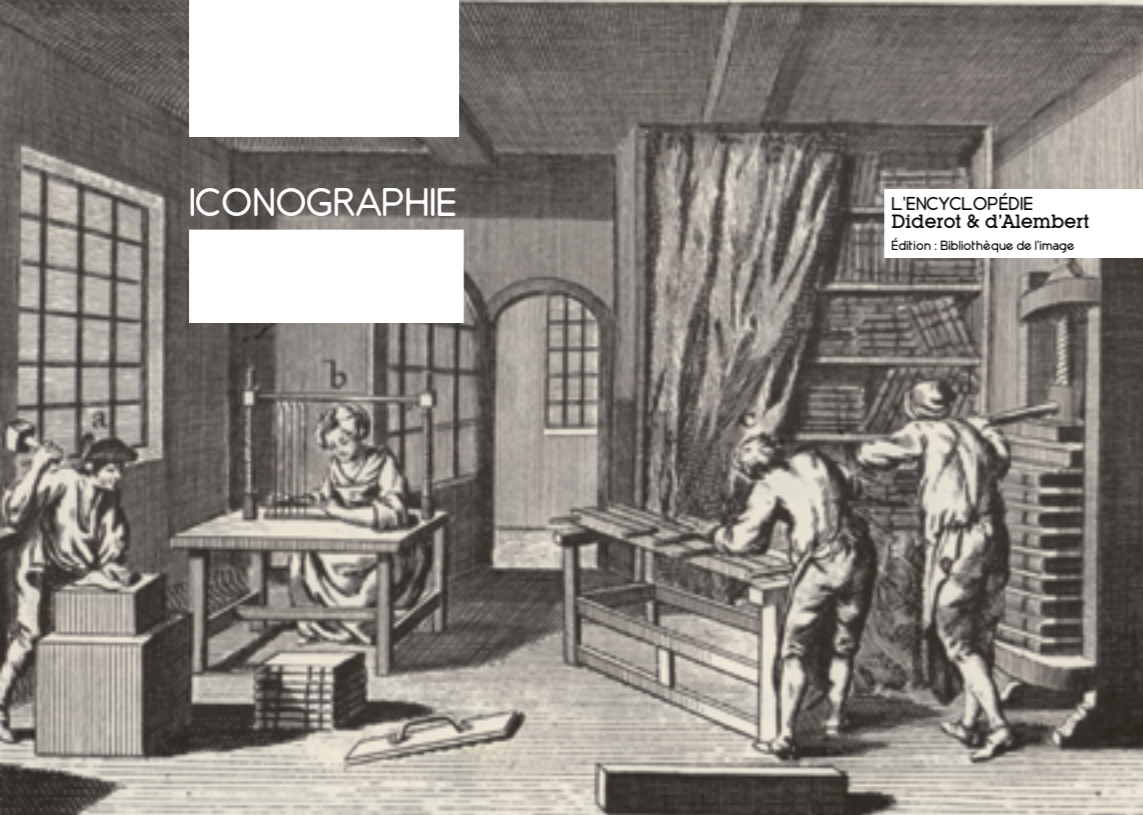 ICONOGRAPHIE
L'ENCYCLOPÉDIE
Diderot & d'Alembert
Édition : Bibliothèque de l'image
b
a